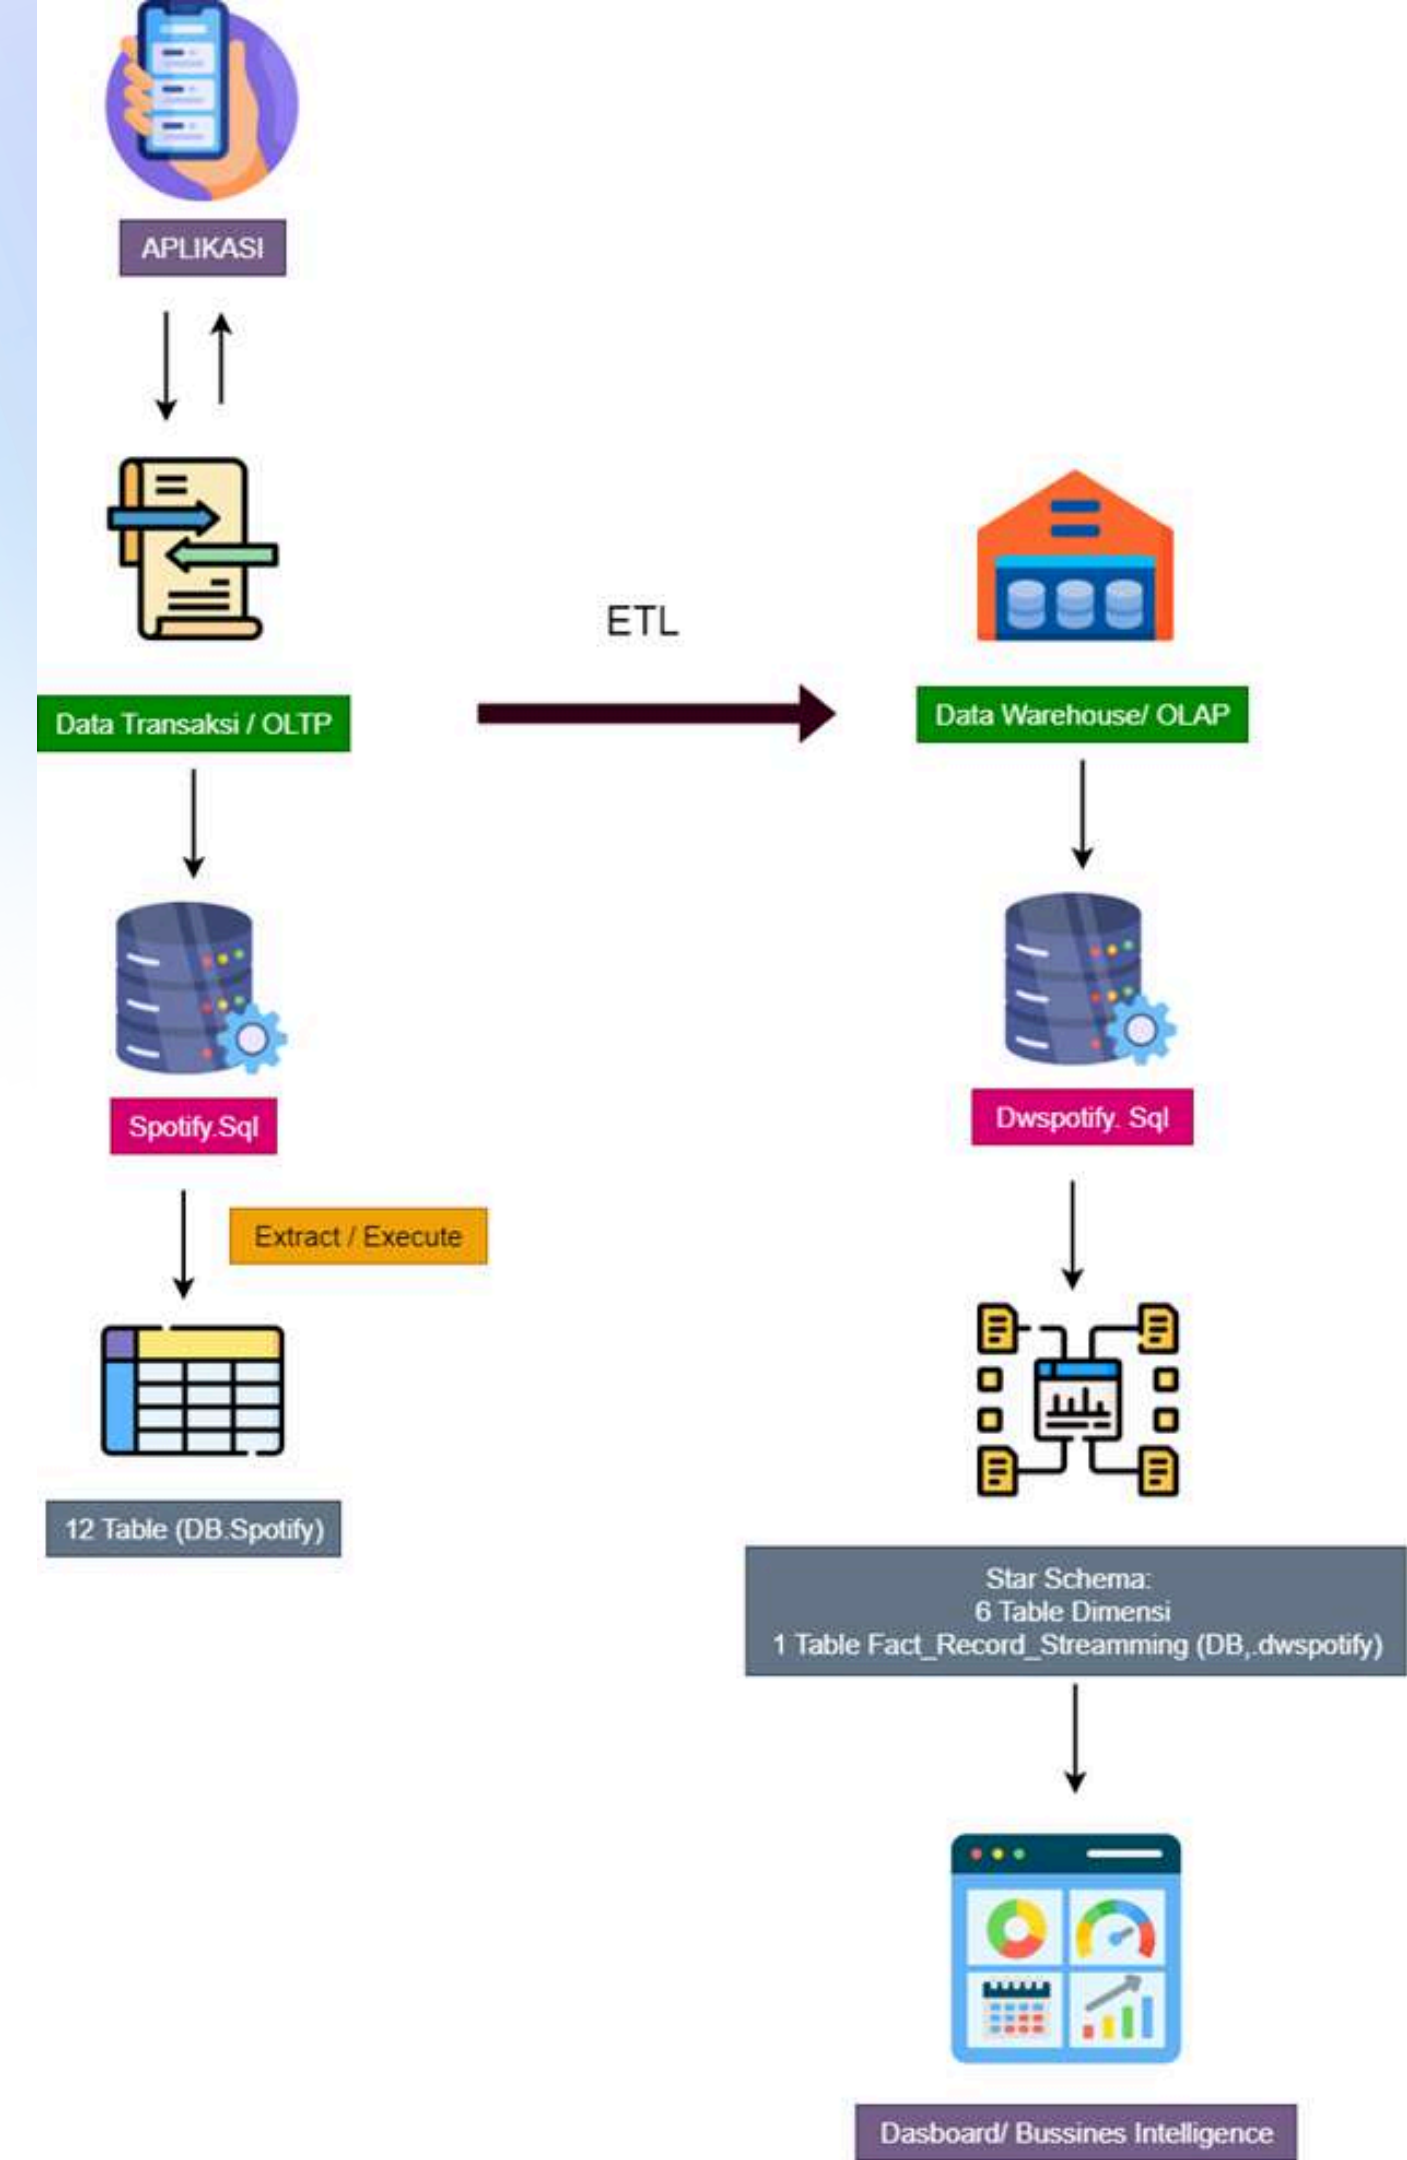 APLIKASI
ETL
Data Transaksi / OLTP
Data Warehouse/ OLAP
Spotify.Sql
Dwspotify. Sql
Extract / Execute
12 Table (DB.Spotify)
Star Schema:
6 Table Dimensi
1 Table Fact_Record_Streamming (DB,.dwspotify)
Dasboard/ Bussines Intelligence